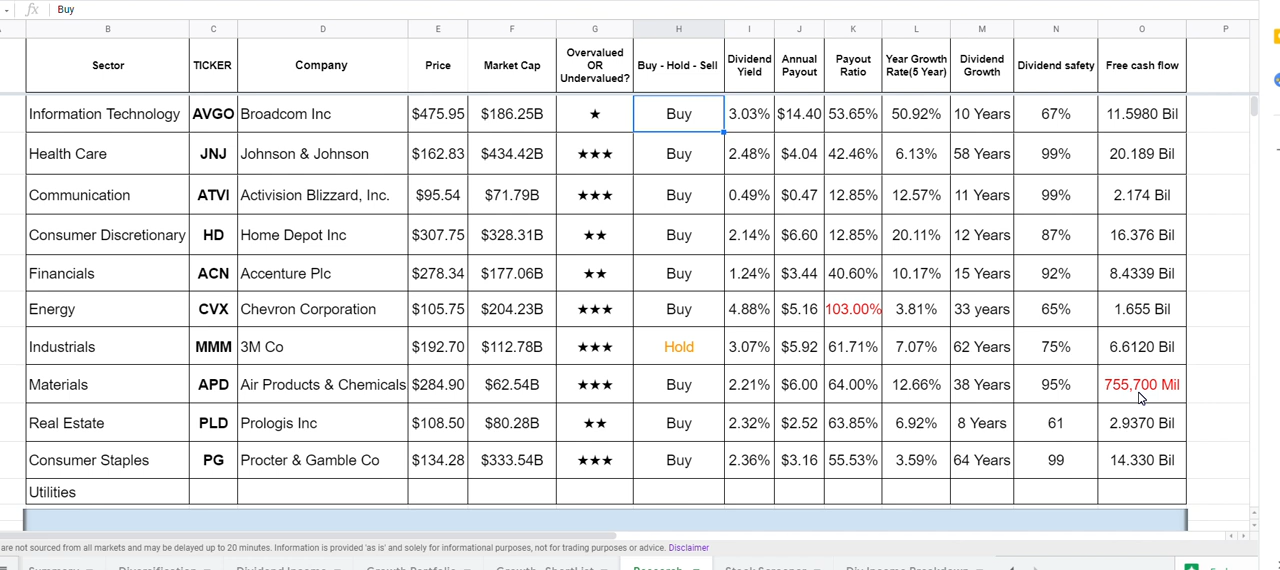 fx Buy
B C D E F G H I J K L M N O P
Sector TICKER Company Price Market Cap Overvalued OR Undervalued? Buy - Hold - Sell Dividend Yield Annual Payout Payout Ratio Year Growth Rate(5 Year) Dividend Growth Dividend safety Free cash flow
Information Technology AVGO Broadcom Inc $475.95 $186.25B ★ Buy 3.03% $14.40 53.65% 50.92% 10 Years 67% 11.5980 Bil
Health Care JNJ Johnson & Johnson $162.83 $434.42B ★★★ Buy 2.48% $4.04 42.46% 6.13% 58 Years 99% 20.189 Bil
Communication ATVI Activision Blizzard, Inc. $95.54 $71.79B ★★★ Buy 0.49% $0.47 12.85% 12.57% 11 Years 99% 2.174 Bil
Consumer Discretionary HD Home Depot Inc $307.75 $328.31B ★★ Buy 2.14% $6.60 12.85% 20.11% 12 Years 87% 16.376 Bil
Financials ACN Accenture Plc $278.34 $177.06B ★★ Buy 1.24% $3.44 40.60% 10.17% 15 Years 92% 8.4339 Bil
Energy CVX Chevron Corporation $105.75 $204.23B ★★★ Buy 4.88% $5.16 103.00% 3.81% 33 years 65% 1.655 Bil
Industrials MMM 3M Co $192.70 $112.78B ★★★ Hold 3.07% $5.92 61.71% 7.07% 62 Years 75% 6.6120 Bil
Materials APD Air Products & Chemicals $284.90 $62.54B ★★★ Buy 2.21% $6.00 64.00% 12.66% 38 Years 95% 755,700 Mil
Real Estate PLD Prologis Inc $108.50 $80.28B ★★ Buy 2.32% $2.52 63.85% 6.92% 8 Years 61 2.9370 Bil
Consumer Staples PG Procter & Gamble Co $134.28 $333.54B ★★★ Buy 2.36% $3.16 55.53% 3.59% 64 Years 99 14.330 Bil
Utilities
are not sourced from all markets and may be delayed up to 20 minutes. Information is provided 'as is' and solely for informational purposes, not for trading purposes or advice. Disclaimer
Summary Diversification Dividend Income Growth Portfolio Research Stock Screener Div Income Breakdown